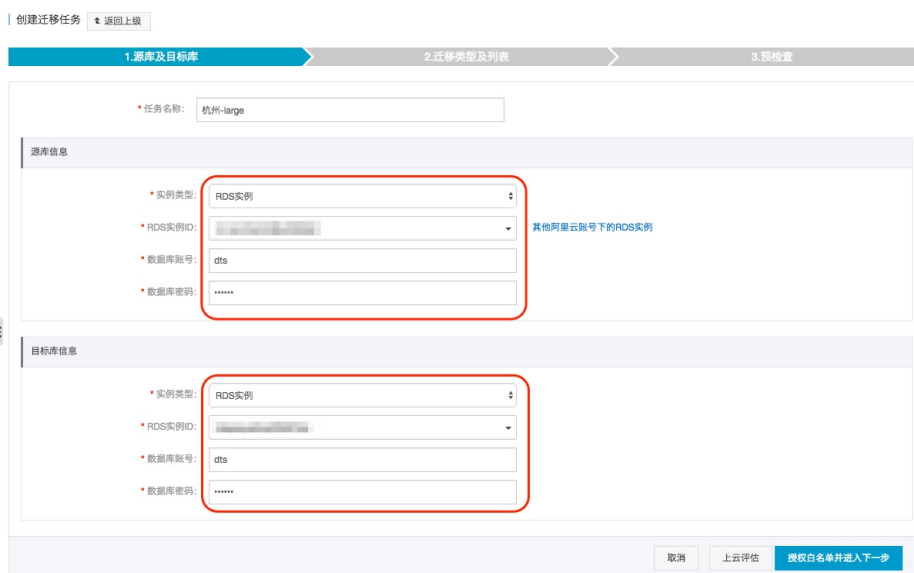 创建迁移任务 返回上级
1.源库及目标库 2.迁移类型及列表 3.预检查
* 任务名称: 杭州-large
源库信息
* 实例类型: RDS实例
* RDS实例ID: 其他阿里云账号下的RDS实例
* 数据库账号: dts
* 数据库密码: ••••••
目标库信息
* 实例类型: RDS实例
* RDS实例ID:
* 数据库账号: dts
* 数据库密码: ••••••
取消 上云评估 授权白名单并进入下一步